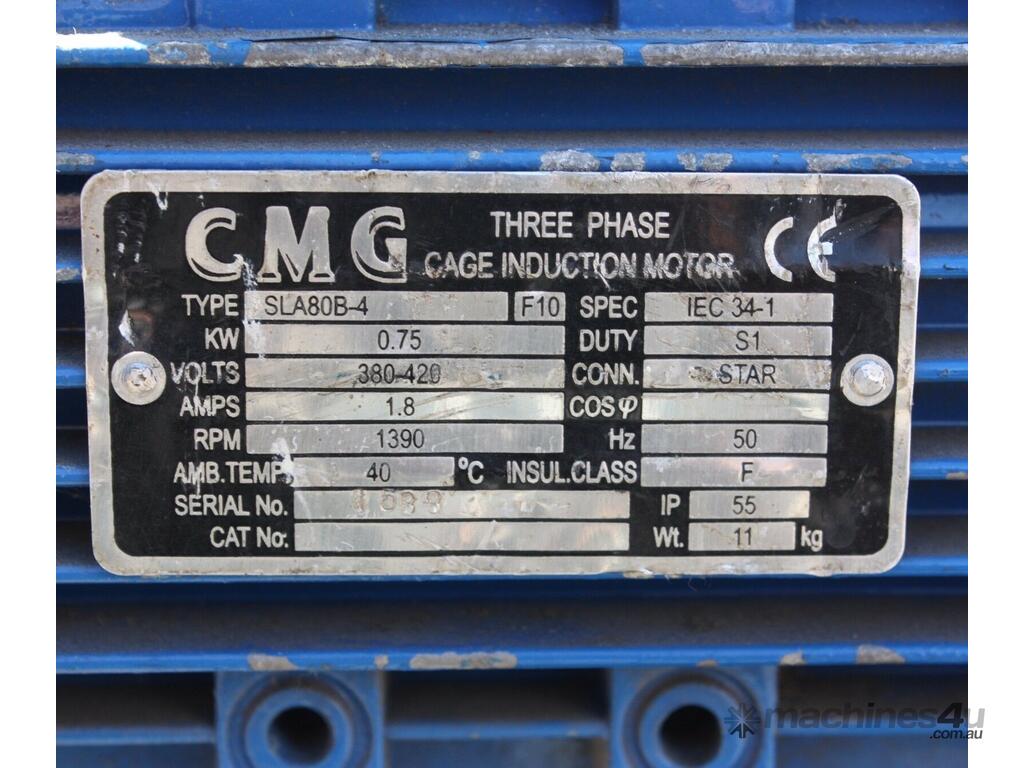 CMG THREE PHASE CE
CAGE INDUCTION MOTOR
TYPE SLA80B-4 F10 SPEC IEC 34-1
KW 0.75 DUTY S1
VOLTS 380-420 CONN. STAR
AMPS 1.8 COSφ
RPM 1390 Hz 50
AMB.TEMP. 40 °C INSUL.CLASS F
SERIAL No. IP 55
CAT No: Wt. 11 kg
machines4u
.com.au